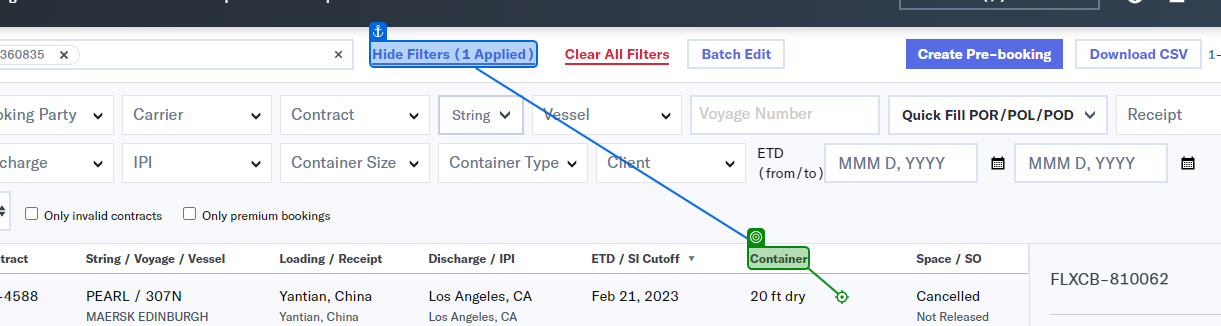 360835
Hide Filters (1 Applied)
Clear All Filters
Batch Edit
Create Pre-booking
Download CSV
1-
king Party
Carrier
Contract
String
Vessel
Voyage Number
Quick Fill POR/POL/POD
Receipt
charge
IPI
Container Size
Container Type
Client
ETD
(from/to)
MMM D, YYYY
MMM D, YYYY
Only invalid contracts
Only premium bookings
tract
String / Voyage / Vessel
Loading / Receipt
Discharge / IPI
ETD / SI Cutoff
Container
Space / SO
FLXCB-810062
-4588
PEARL / 307N
Yantian, China
Los Angeles, CA
Feb 21, 2023
20 ft dry
Cancelled
MAERSK EDINBURGH
Yantian, China
Los Angeles, CA
Not Released